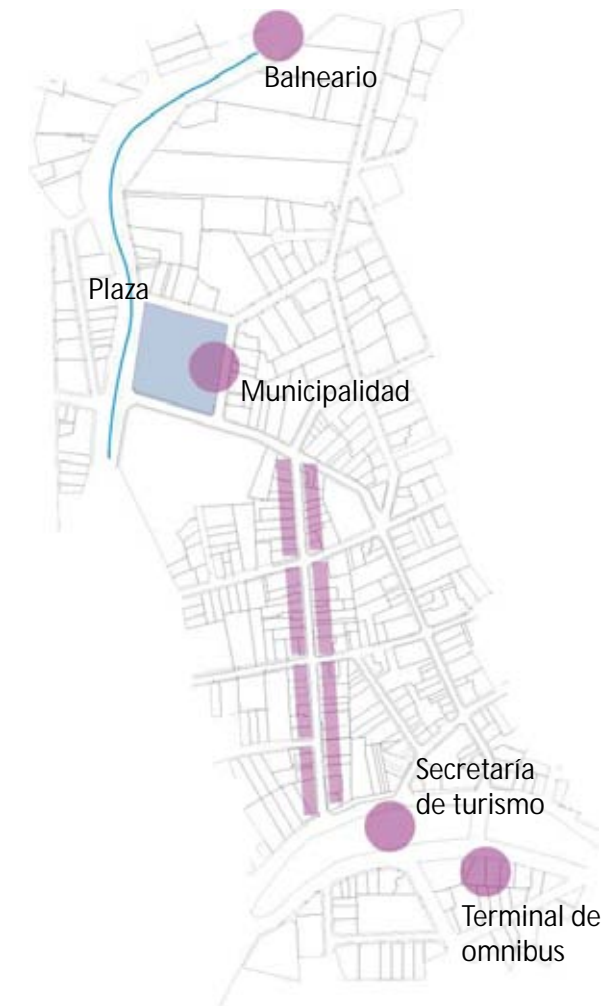 Balneario
Plaza
Municipalidad
Secretaría
de turismo
Terminal de
omnibus